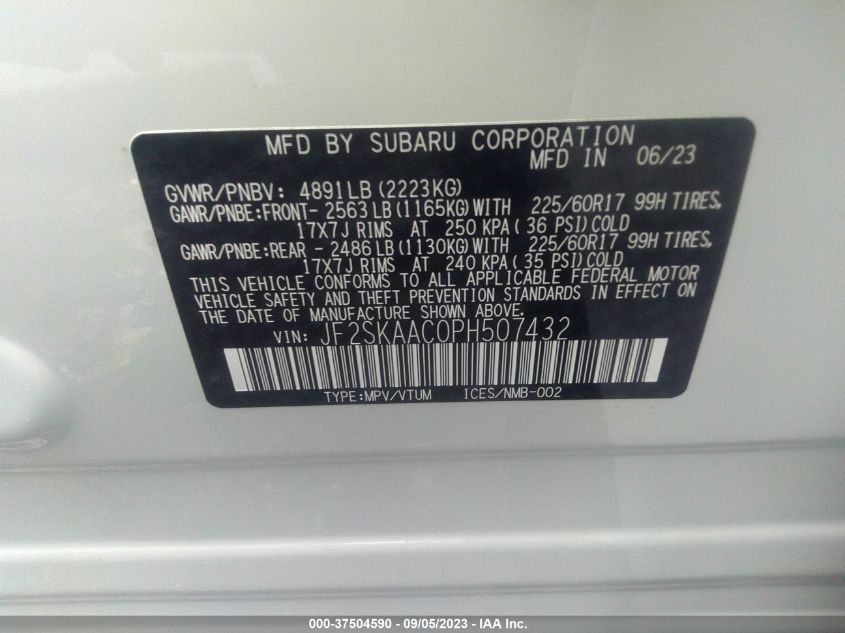 MFD BY SUBARU CORPORATION
MFD IN 06/23
GVWR/PNBV: 4891LB (2223KG)
GAWR/PNBE:FRONT- 2563 LB (1165KG) WITH 225/60R17 99H TIRES,
17X7J RIMS AT 250 KPA ( 36 PSI) COLD
GAWR/PNBE:REAR - 2486 LB (1130KG) WITH 225/60R17 99H TIRES,
17X7J RIMS AT 240 KPA ( 35 PSI) COLD
THIS VEHICLE CONFORMS TO ALL APPLICABLE FEDERAL MOTOR
VEHICLE SAFETY AND THEFT PREVENTION STANDARDS IN EFFECT ON
THE DATE OF MANUFACTURE SHOWN ABOVE.
VIN: JF2SKAAC0PH507432
TYPE:MPV/VTUM ICES/NMB-002
000-37504590 - 09/05/2023 - IAA Inc.